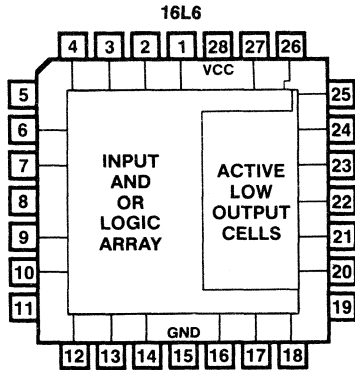 16L6
4 3 2 1 28 27 26
VCC
5 25
6 24
7 23
8 22
9 21
10 20
11 19
INPUT
AND
OR
LOGIC
ARRAY
ACTIVE
LOW
OUTPUT
CELLS
GND
12 13 14 15 16 17 18